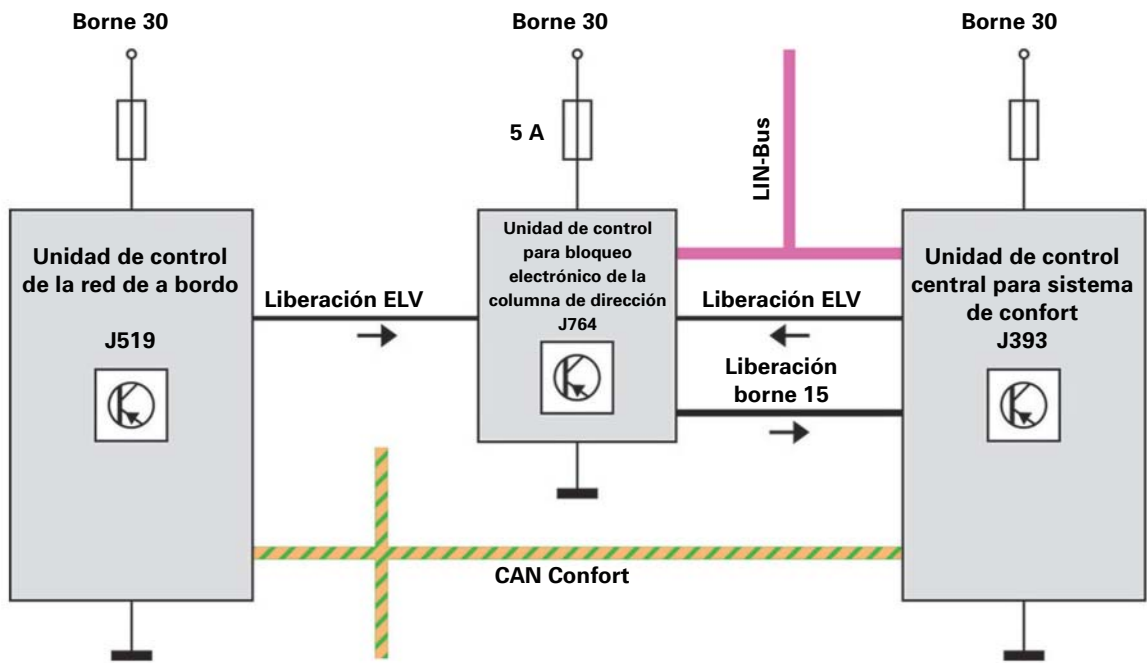 Borne 30
Borne 30
Borne 30
5 A
LIN-Bus
Unidad de control
de la red de a bordo
J519
Liberación ELV
Unidad de control
para bloqueo
electrónico de la
columna de dirección
J764
Liberación ELV
Liberación
borne 15
Unidad de control
central para sistema
de confort
J393
CAN Confort